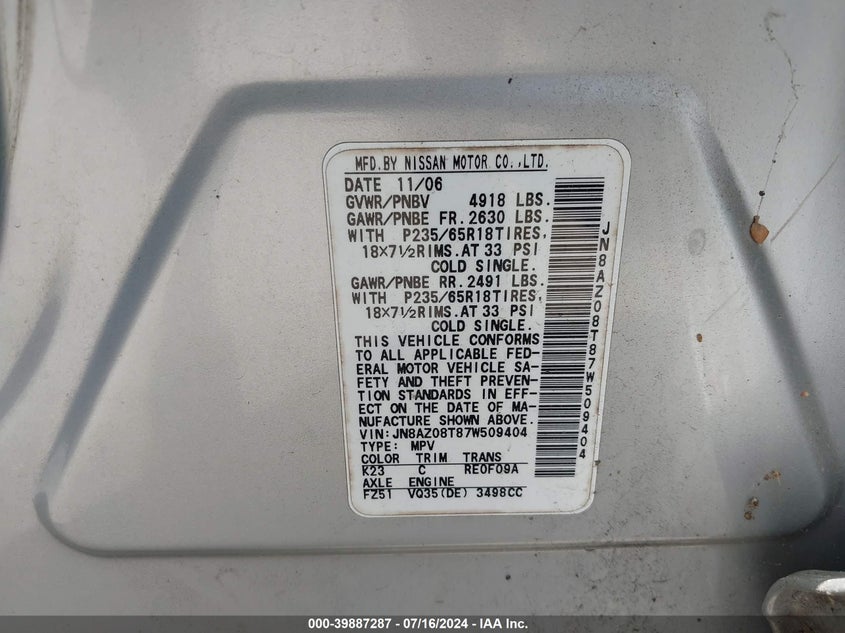 MFD.BY NISSAN MOTOR CO.,LTD.
DATE 11/06
GVWR/PNBV 4918 LBS.
GAWR/PNBE FR. 2630 LBS.
WITH P235/65R18TIRES,
18×7½RIMS.AT 33 PSI
COLD SINGLE.
GAWR/PNBE RR. 2491 LBS.
WITH P235/65R18TIRES,
18×7½RIMS.AT 33 PSI
COLD SINGLE.
THIS VEHICLE CONFORMS
TO ALL APPLICABLE FED-
ERAL MOTOR VEHICLE SA-
FETY AND THEFT PREVEN-
TION STANDARDS IN EFF-
ECT ON THE DATE OF MA-
NUFACTURE SHOWN ABOVE.
VIN:JN8AZ08T87W509404
TYPE: MPV
COLOR TRIM TRANS
K23 C RE0F09A
AXLE ENGINE
FZ51 VQ35(DE) 3498CC
JN8AZ08T87W509404
000-39887287 - 07/16/2024 - IAA Inc.